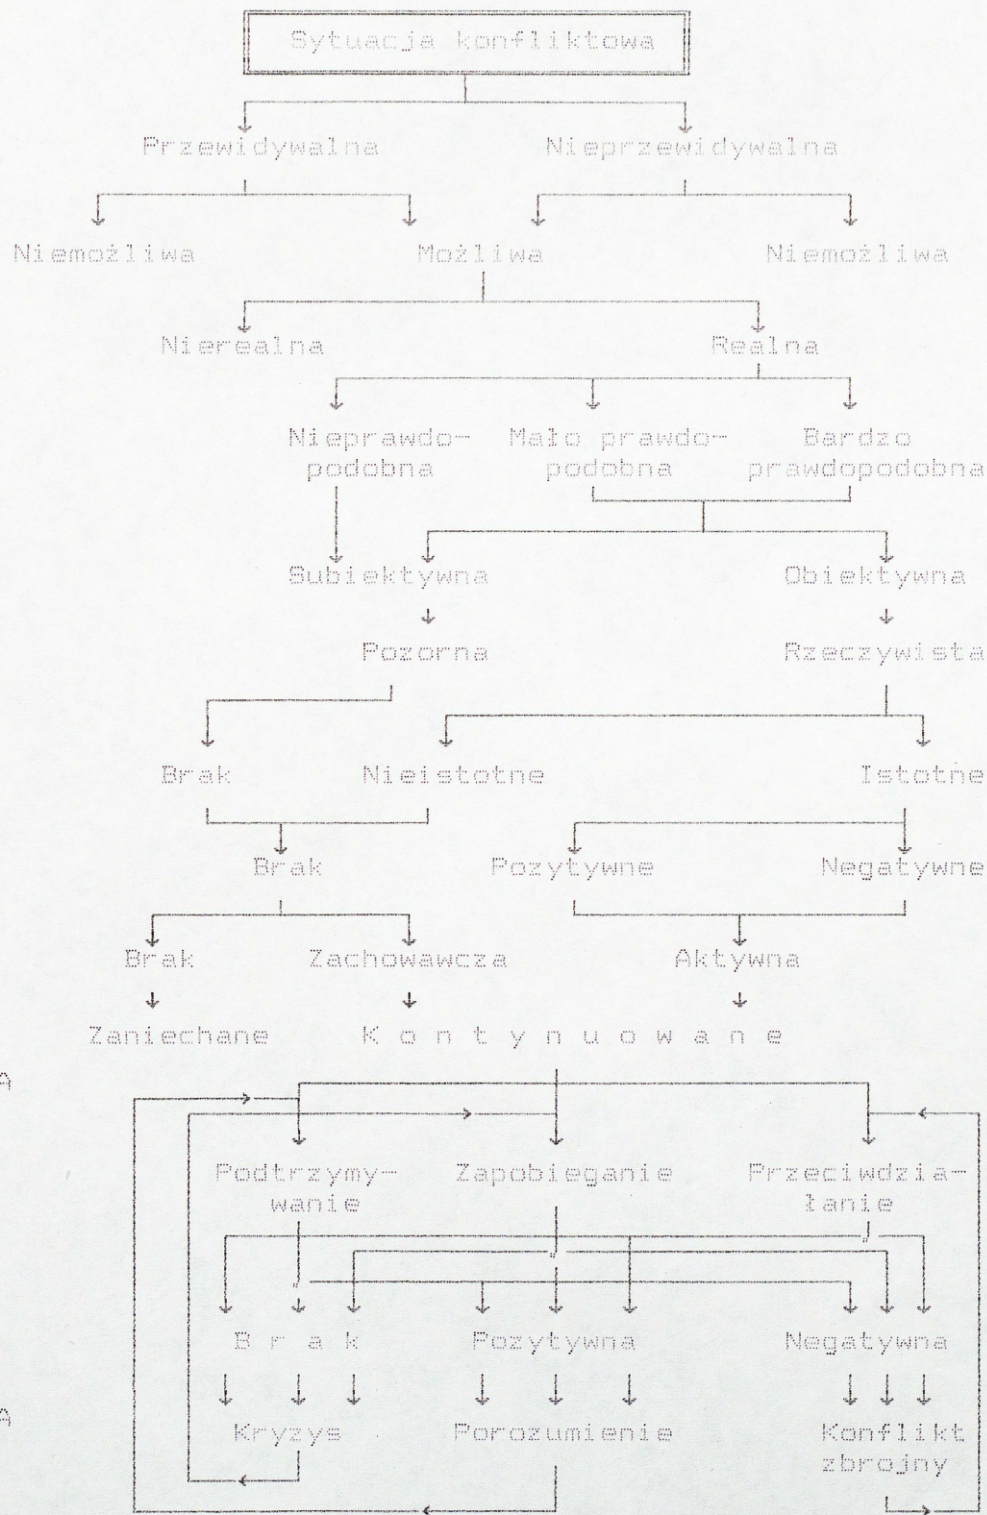 Sytuacja konfliktowa
Przewidywalna Nieprzewidywalna
Niemożliwa Możliwa Niemożliwa
Nierealna Realna
Nieprawdo- Mało prawdo- Bardzo
podobna podobna prawdopodobna
Subiektywna Obiektywna
Pozorna Rzeczywista
Brak Nieistotne Istotne
Brak Pozytywne Negatywne
Brak Zachowawcza Aktywna
Zaniechane K o n t y n u o w a n e
A
Podtrzymy- Zapobieganie Przeciwdzia-
wanie łanie
B r a k Pozytywna Negatywna
A
Kryzys Porozumienie Konflikt
zbrojny